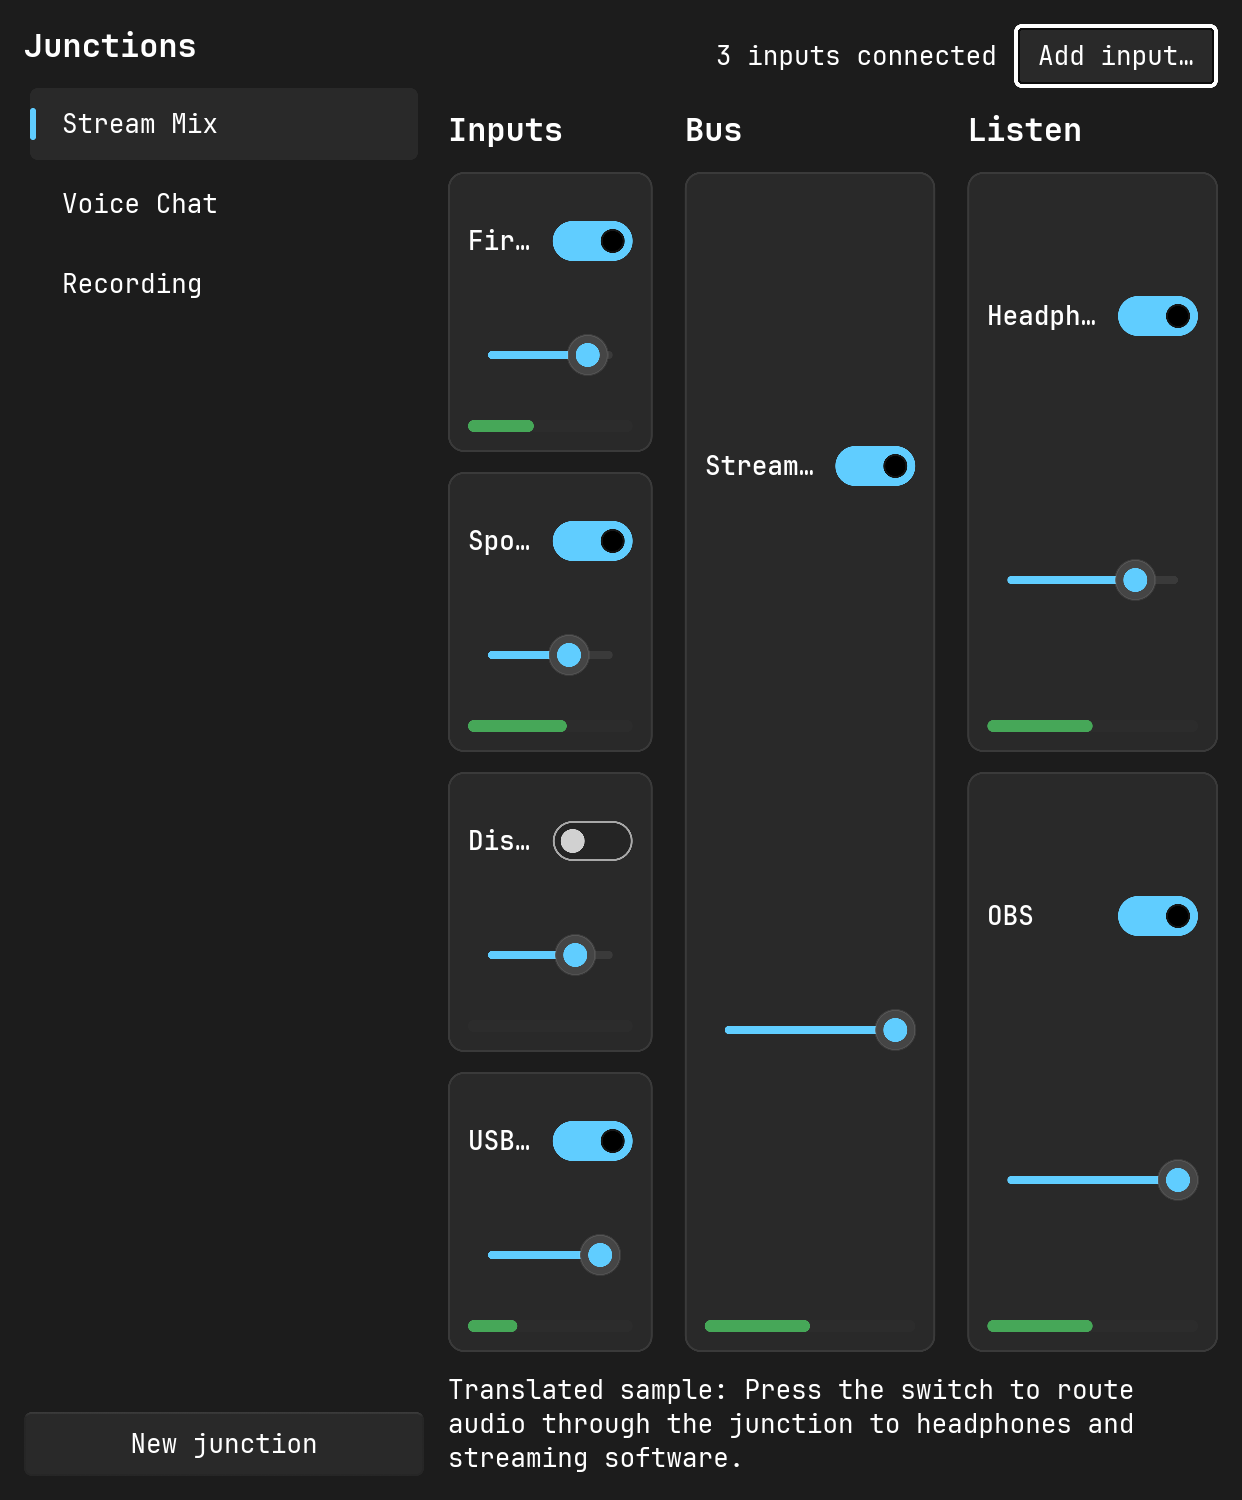 Junctions
Stream Mix
Voice Chat
Recording
New junction
3 inputs connected
Add input…
Inputs
Fir…
Spo…
Dis…
USB…
Bus
Stream…
Listen
Headph…
OBS
Translated sample: Press the switch to route
audio through the junction to headphones and
streaming software.